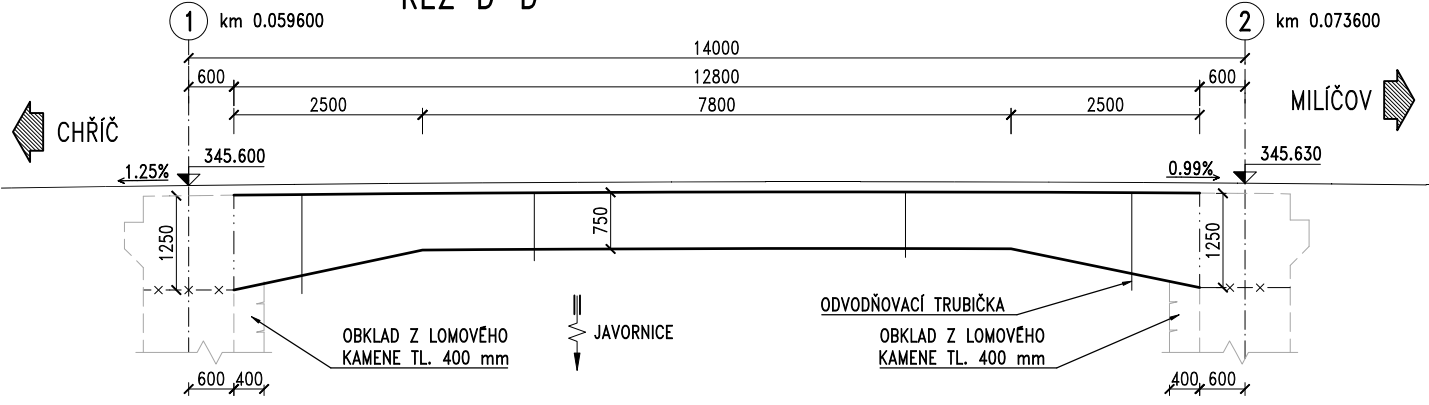 ŘEZ D-D
1 km 0.059600
2 km 0.073600
14000
600 12800 600
2500 7800 2500
CHŘÍČ
MILÍČOV
1.25% 345.600
0.99% 345.630
1250
750
1250
ODVODŇOVACÍ TRUBIČKA
OBKLAD Z LOMOVÉHO
KAMENE TL. 400 mm
JAVORNICE
OBKLAD Z LOMOVÉHO
KAMENE TL. 400 mm
600 400
400 600